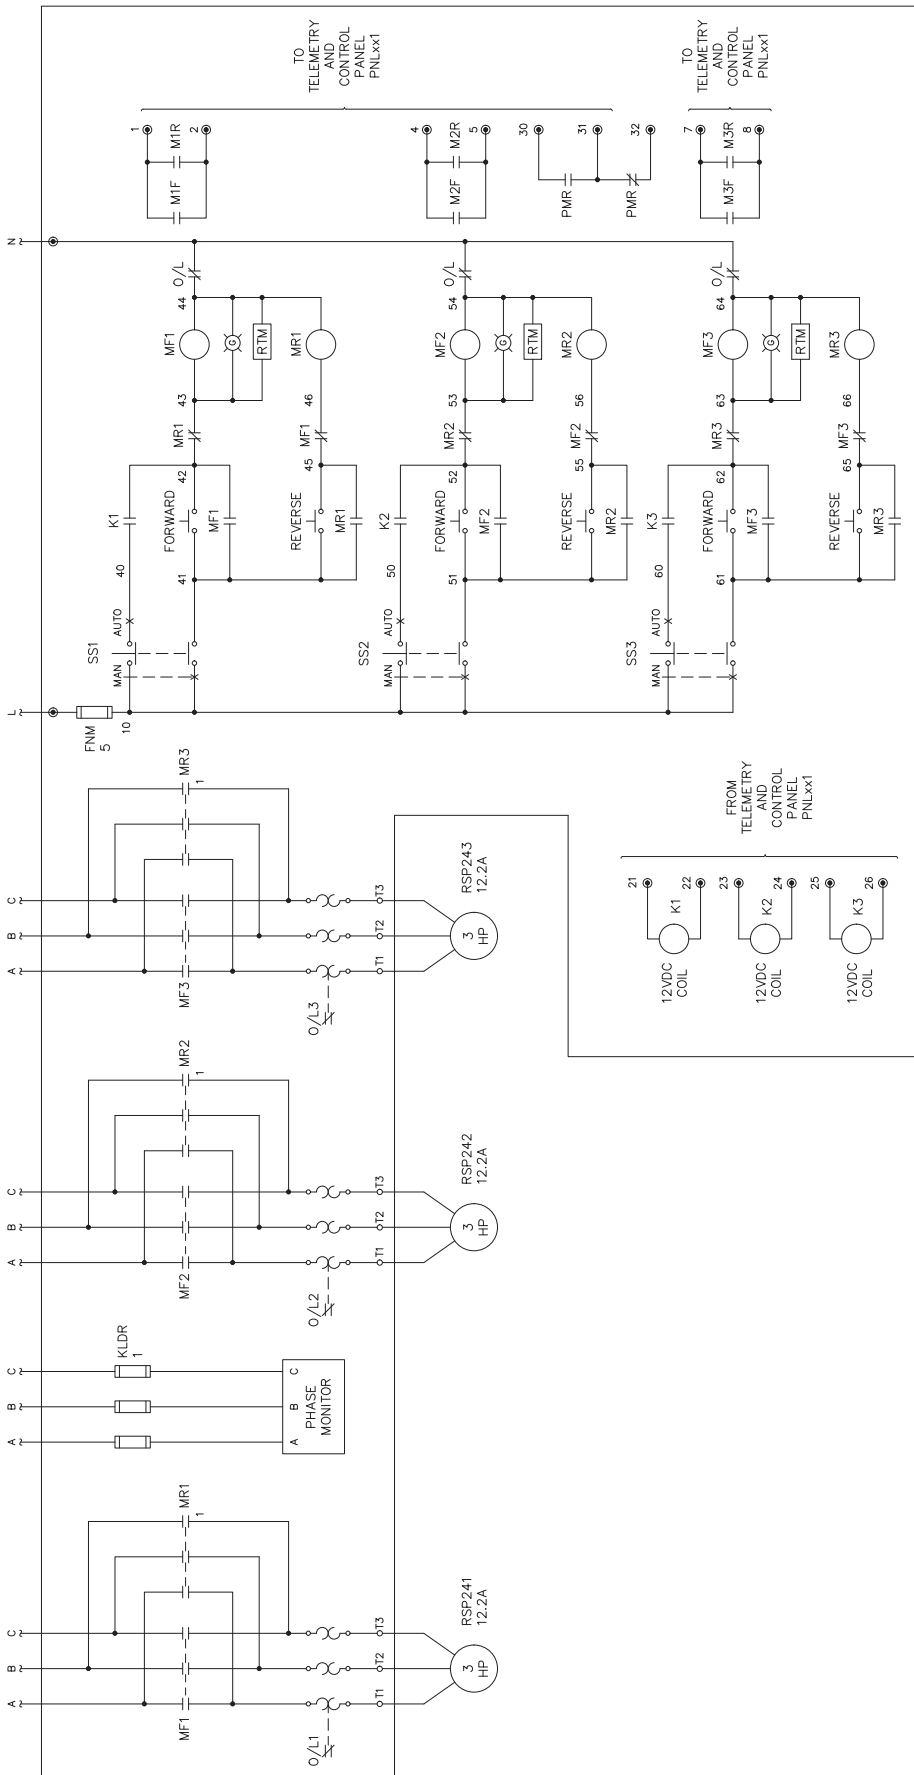 A
B
C
MF1
MR1
1
O/L1
T1
T2
T3
3
HP
RSP241
12.2A
A
B
C
KLDR
1
A
B
C
PHASE
MONITOR
A
B
C
MF2
MR2
1
O/L2
T1
T2
T3
3
HP
RSP242
12.2A
A
B
C
MF3
MR3
1
O/L3
T1
T2
T3
3
HP
RSP243
12.2A
L
N
FNM
5
10
SS1
MAN
AUTO
40
K1
41
FORWARD
42
MR1
43
MF1
44
O/L
MF1
G
RTM
REVERSE
45
MF1
46
MR1
MR1
SS2
MAN
AUTO
50
K2
51
FORWARD
52
MR2
53
MF2
54
O/L
MF2
G
RTM
REVERSE
55
MF2
56
MR2
MR2
SS3
MAN
AUTO
60
K3
61
FORWARD
62
MR3
63
MF3
64
O/L
MF3
G
RTM
REVERSE
65
MF3
66
MR3
MR3
M1F
M1R
1
2
M2F
M2R
4
5
PMR
PMR
30
31
32
TO
TELEMETRY
AND
CONTROL
PANEL
PNLxx1
M3F
M3R
7
8
TO
TELEMETRY
AND
CONTROL
PANEL
PNLxx1
12VDC
COIL
K1
21
22
12VDC
COIL
K2
23
24
12VDC
COIL
K3
25
26
FROM
TELEMETRY
AND
CONTROL
PANEL
PNLxx1